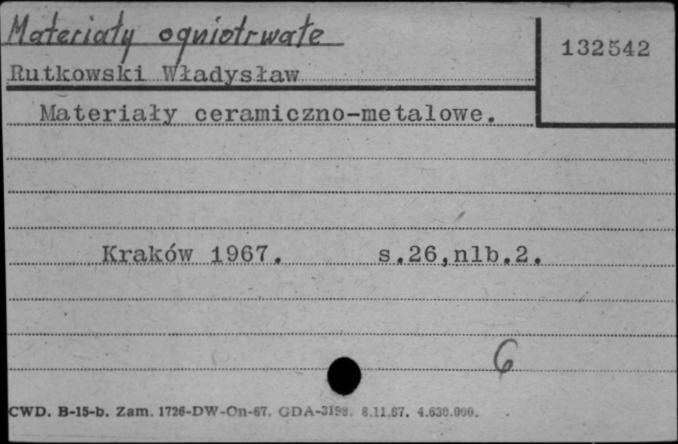 Materiały ogniotrwałe
132542
Rutkowski Władysław
Materiały ceramiczno-metalowe.
Kraków 1967. s.26,nlb.2.
6
CWD. B-15-b. Zam. 1726-DW-On-67. GDA-3198. 8.11.67. 4.630.000.